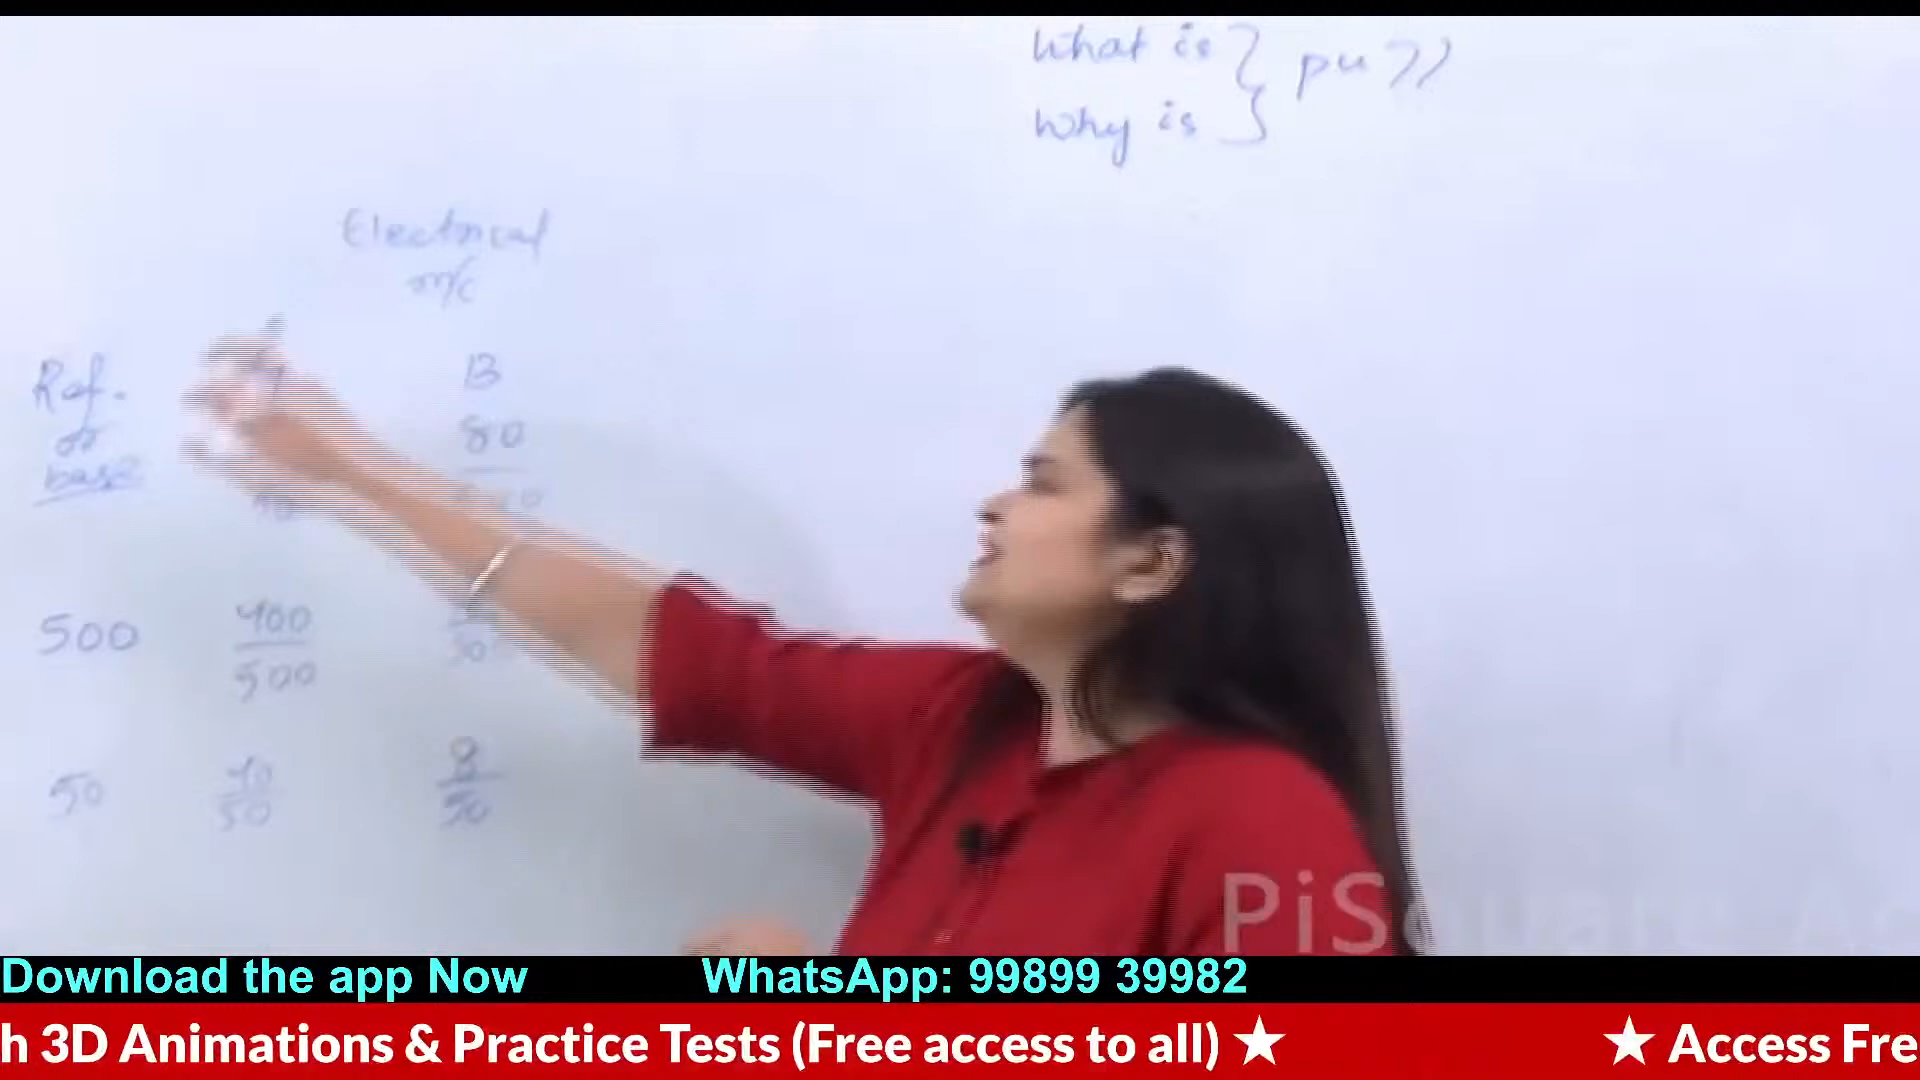 What is } pu >>
Why is
Electrical
m/c
Ref. B
or 80
base
500 400
500
50 40 8
50 50
PiSquare
Download the app Now WhatsApp: 99899 39982
h 3D Animations & Practice Tests (Free access to all) ★ ★ Access Fre